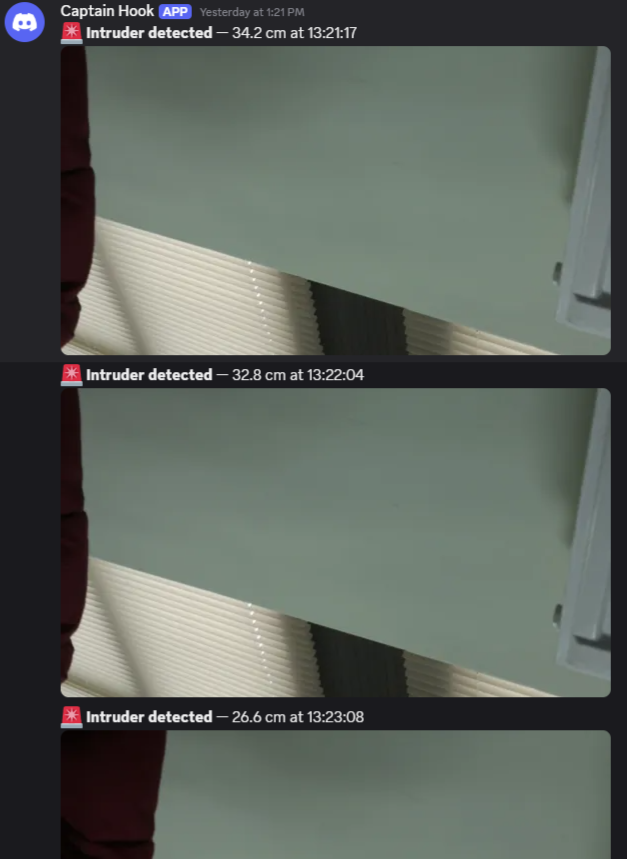 Captain Hook APP Yesterday at 1:21 PM
🚨 Intruder detected — 34.2 cm at 13:21:17
🚨 Intruder detected — 32.8 cm at 13:22:04
🚨 Intruder detected — 26.6 cm at 13:23:08